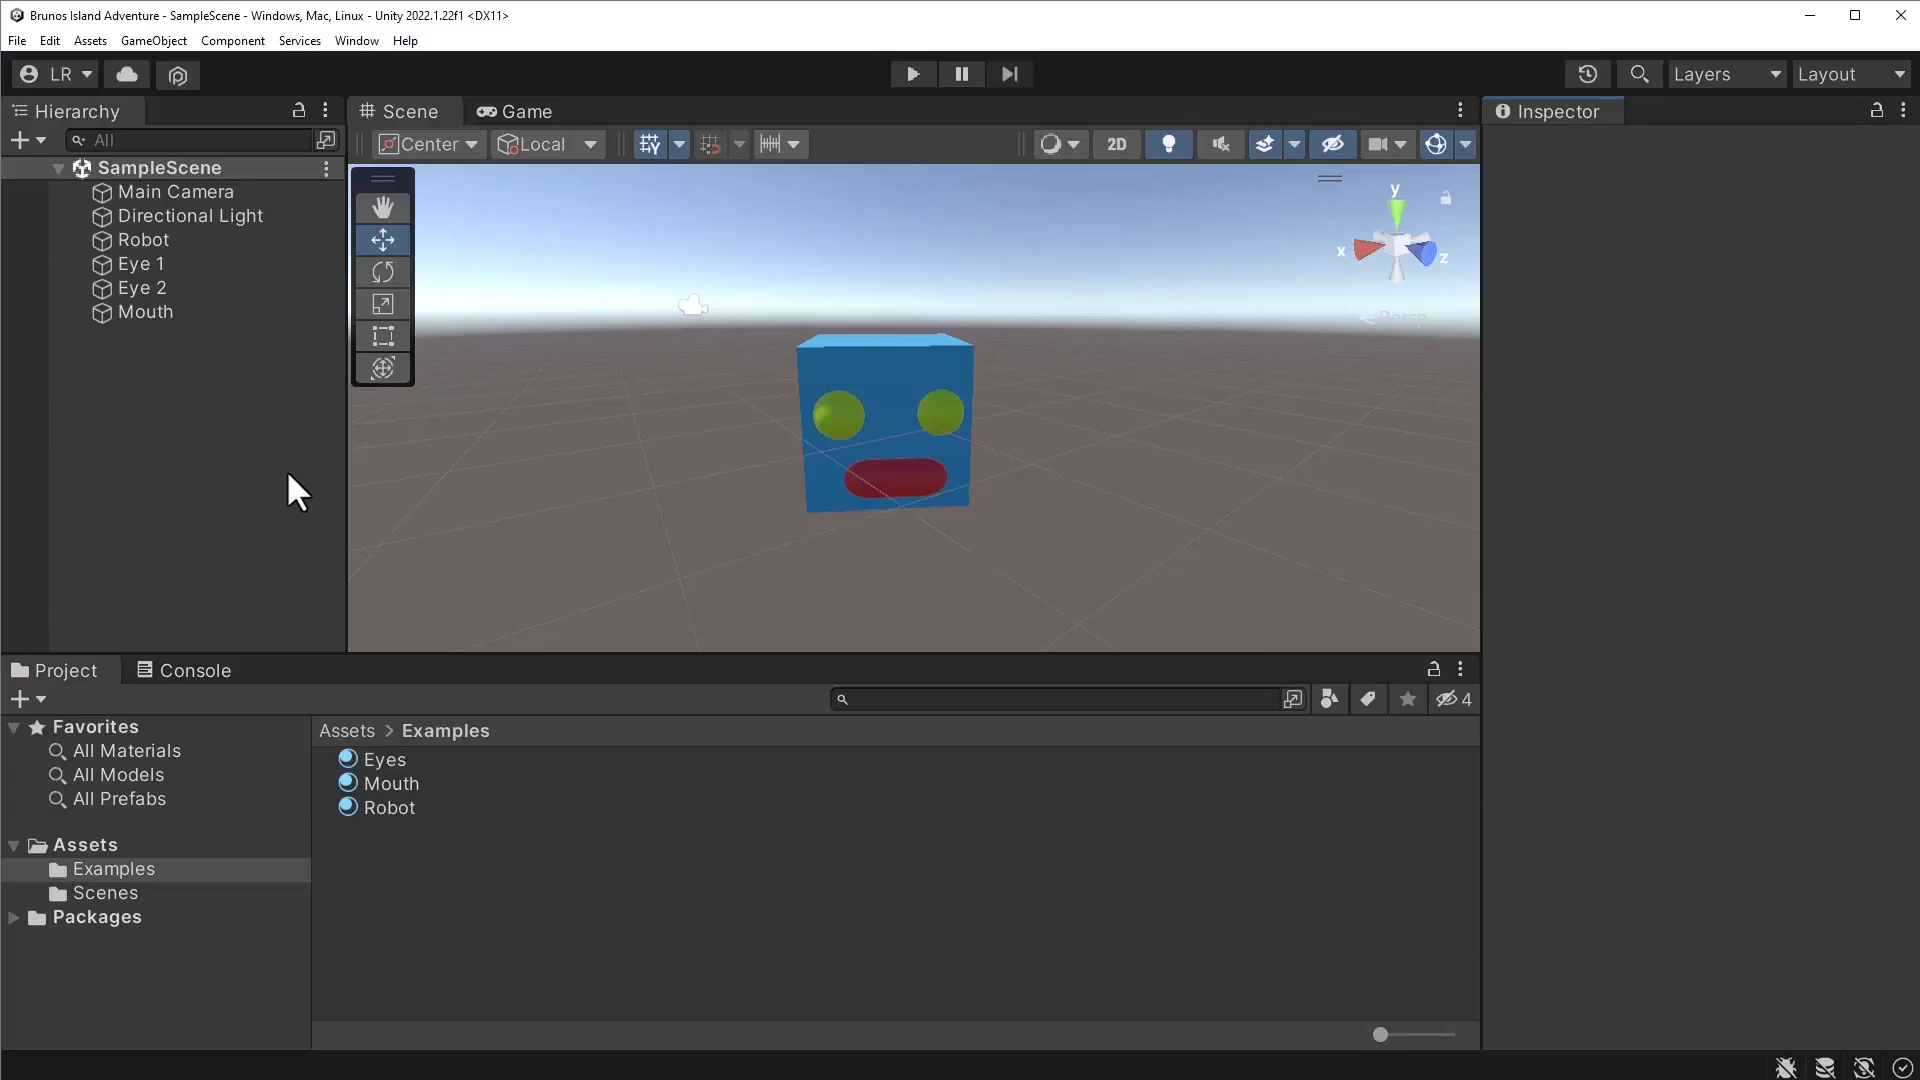 Brunos Island Adventure - SampleScene - Windows, Mac, Linux - Unity 2022.1.22f1 <DX11>
File Edit Assets GameObject Component Services Window Help
LR Layers Layout
Hierarchy Scene Game Inspector
All Center Local 2D
SampleScene
Main Camera
Directional Light
Robot
Eye 1
Eye 2
Mouth
y
x
z
Persp
Project Console
4
Favorites
All Materials
All Models
All Prefabs
Assets
Examples
Scenes
Packages
Assets > Examples
Eyes
Mouth
Robot